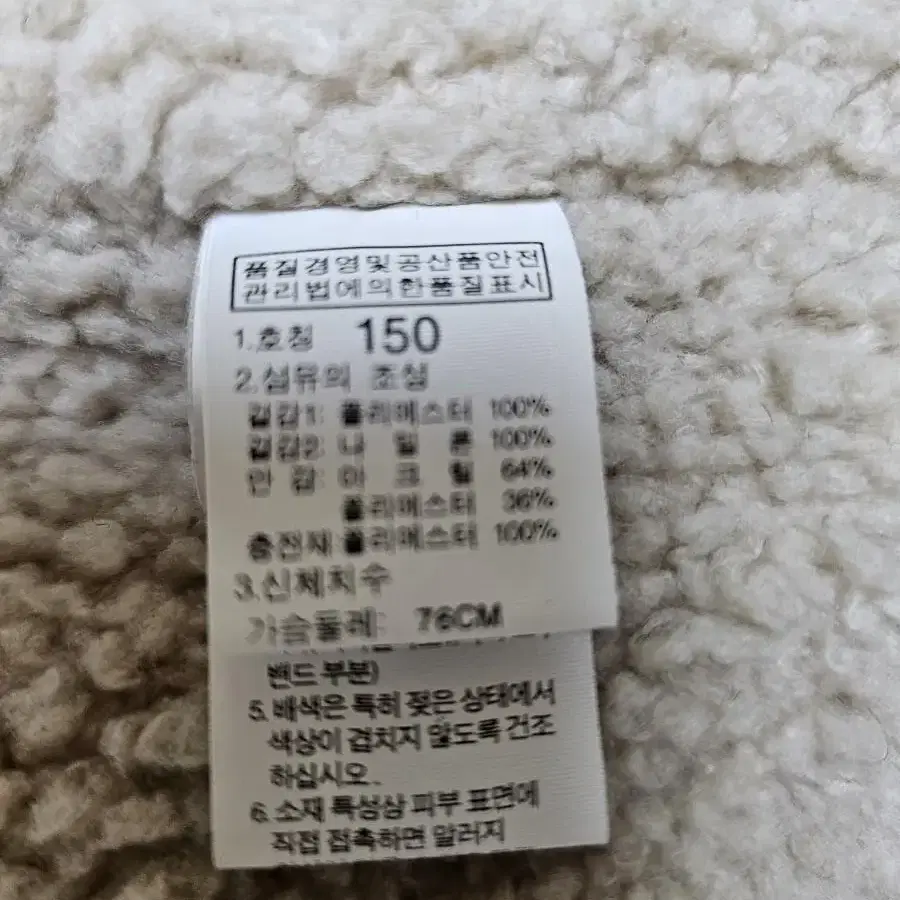 품질경영및공산품안전
관리법에의한품질표시
1.호칭 150
2.섬유의 조성
겉감1: 폴리에스터 100%
겉감2: 나 일 론 100%
안 감: 아 크 릴 64%
폴리에스터 36%
충전재 폴리에스터 100%
3.신체치수
가슴둘레: 76CM
밴드 부분)
5. 배색은 특히 젖은 상태에서
색상이 겹치지 않도록 건조
하십시오.
6. 소재 특성상 피부 표면에
직접 접촉하면 알러지